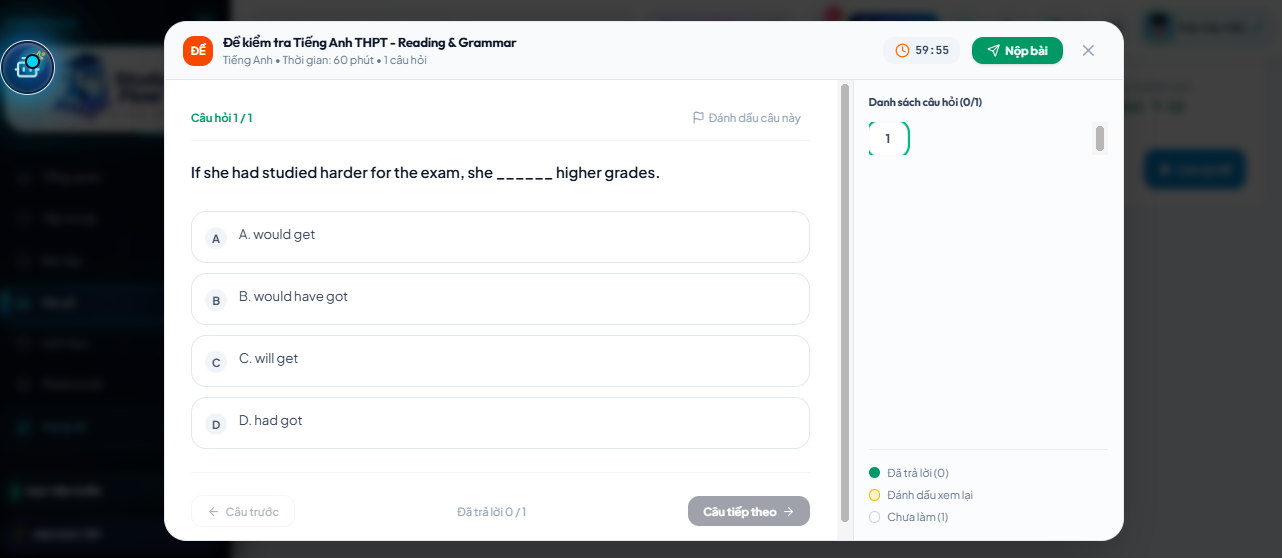 ĐỀ
Đề kiểm tra Tiếng Anh THPT - Reading & Grammar
Tiếng Anh • Thời gian: 60 phút • 1 câu hỏi
59:55
Nộp bài
Câu hỏi 1 / 1
Đánh dấu câu này
If she had studied harder for the exam, she ______ higher grades.
A
A. would get
B
B. would have got
C
C. will get
D
D. had got
Câu trước
Đã trả lời 0 / 1
Câu tiếp theo
Danh sách câu hỏi (0/1)
1
Đã trả lời (0)
Đánh dấu xem lại
Chưa làm (1)